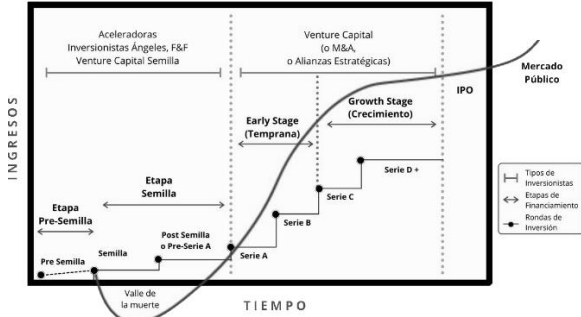 Aceleradoras
Inversionistas Ángeles, F&F
Venture Capital Semilla
Venture Capital
(o M&A,
o Alianzas Estratégicas)
Mercado
Público
IPO
Growth Stage
(Crecimiento)
Early Stage
(Temprana)
INGRESOS
Etapa
Semilla
Etapa
Pre-Semilla
Serie D +
Serie C
Serie B
Serie A
Post Semilla
o Pre-Serie A
Semilla
Pre Semilla
Valle de
la muerte
TIEMPO
Tipos de
Inversionistas
Etapas de
Financiamiento
Rondas de
Inversión